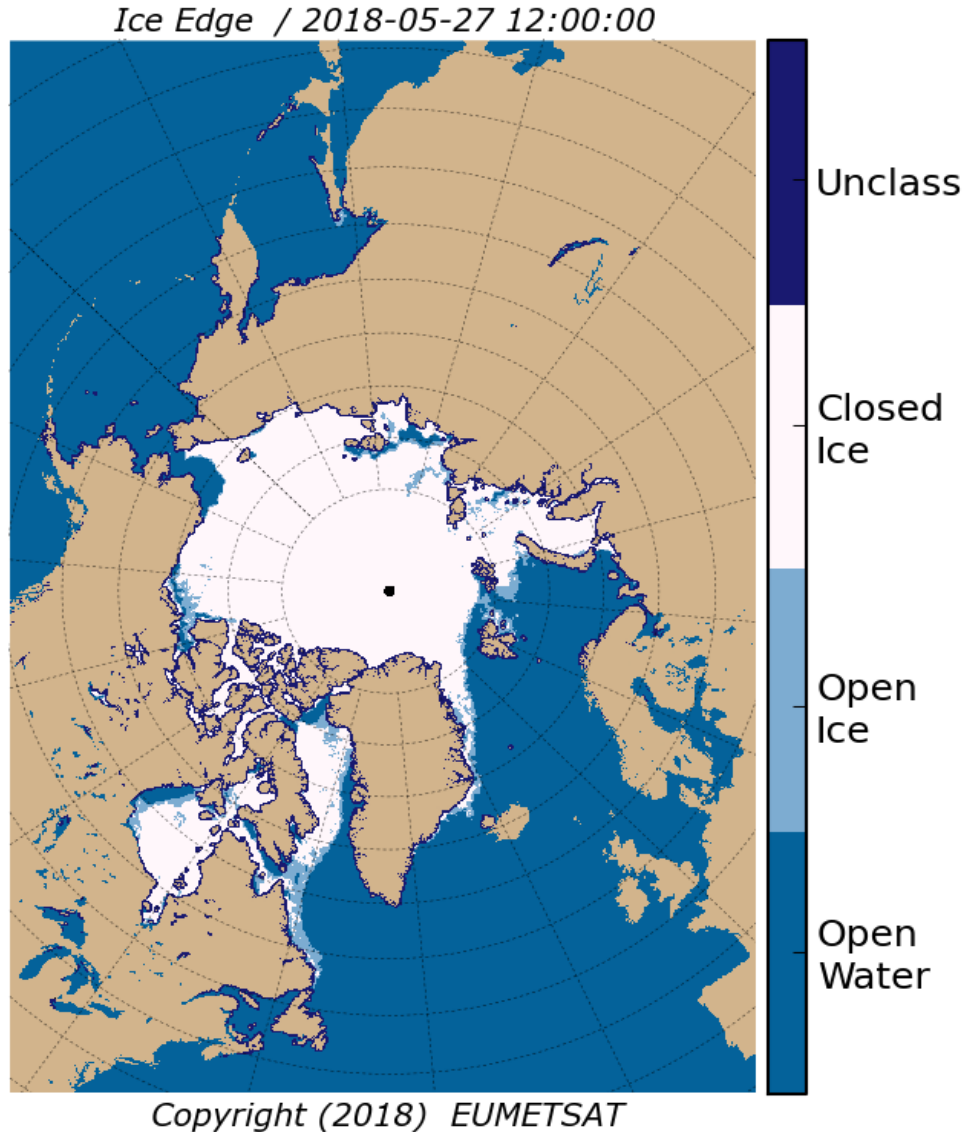 Ice Edge / 2018-05-27 12:00:00
Unclass
Closed
Ice
Open
Ice
Open
Water
Copyright (2018) EUMETSAT